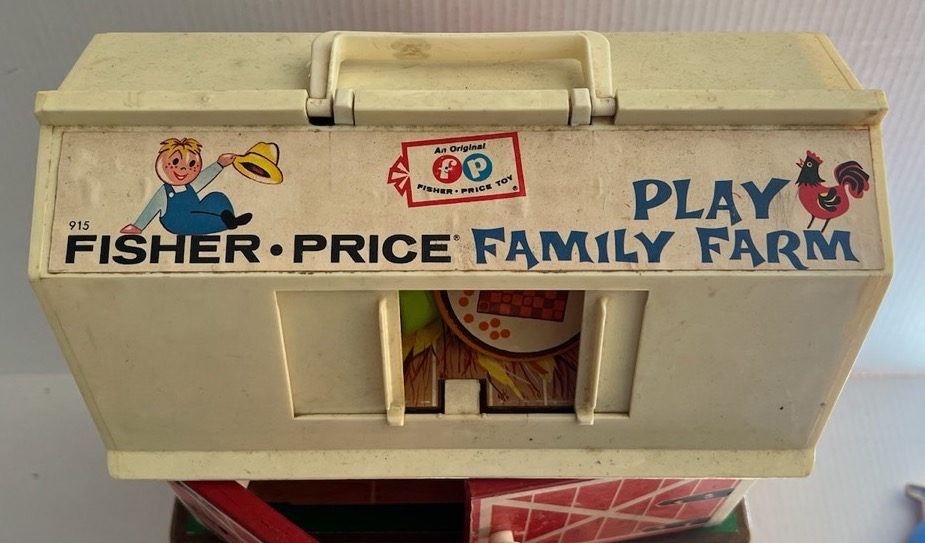 An Original
fp
FISHER·PRICE TOY®
915
PLAY
FISHER·PRICE®
FAMILY FARM